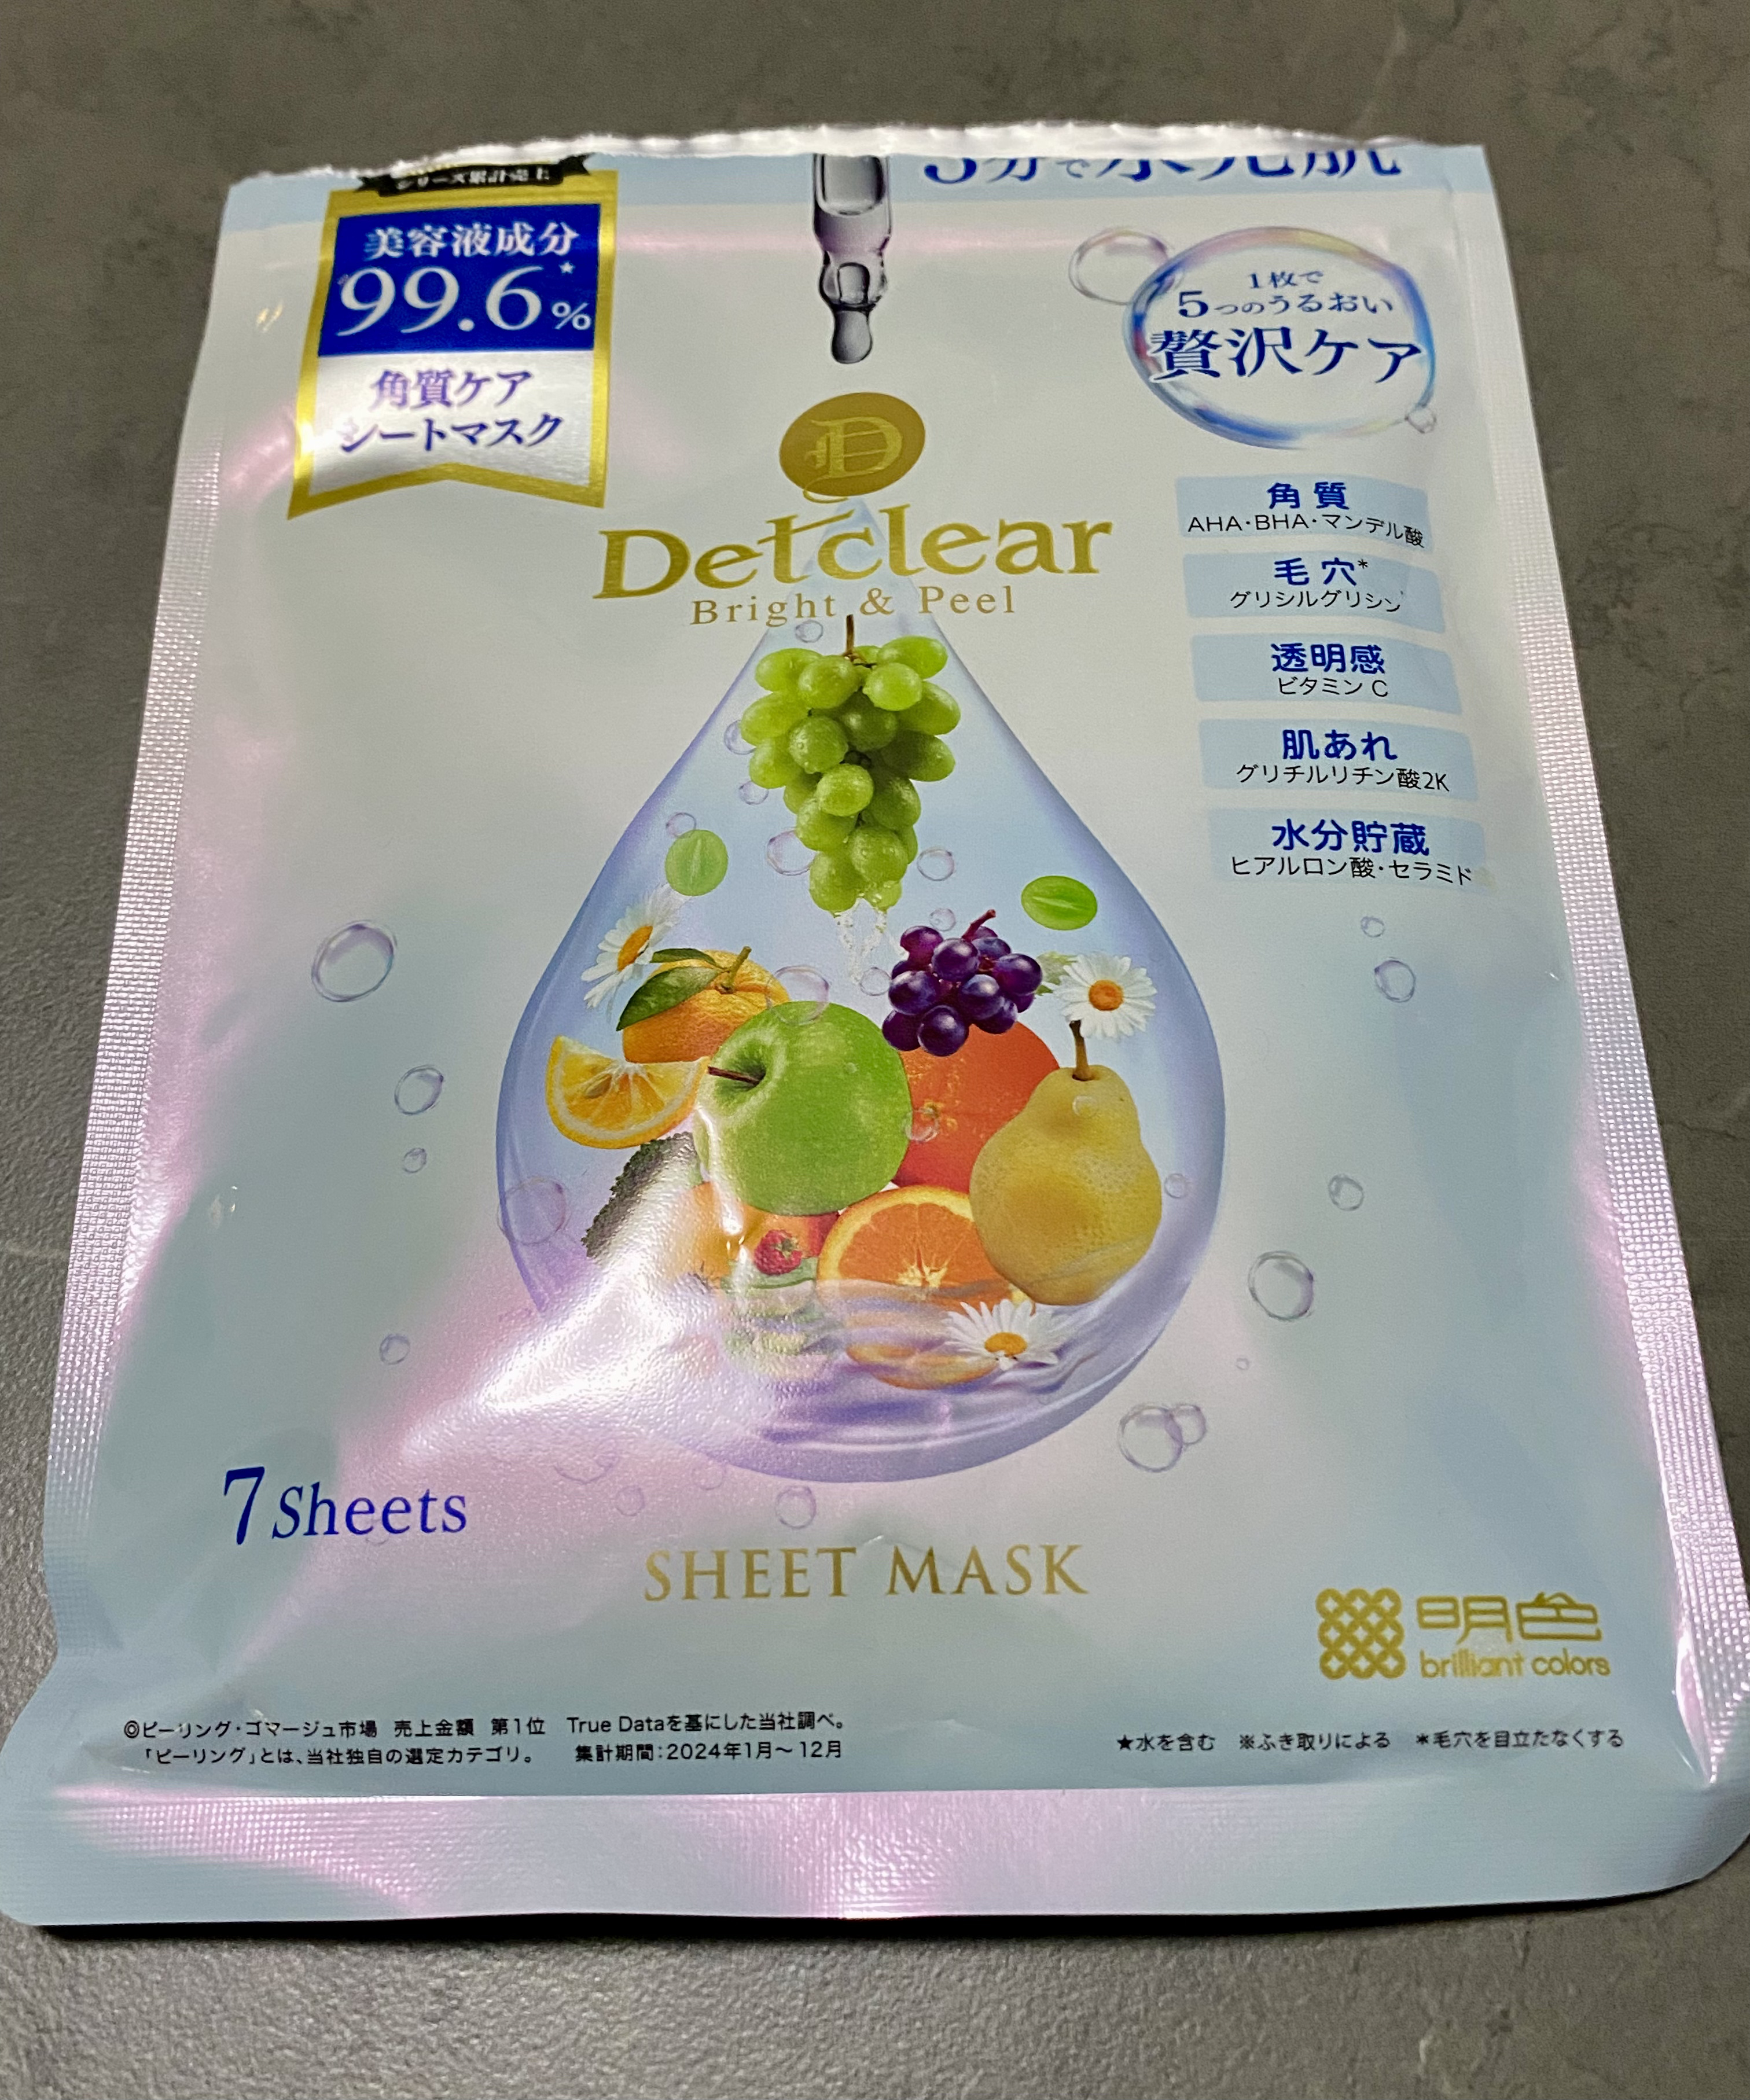 シリーズ累計売上
美容液成分
99.6★%
角質ケア
シートマスク
1枚で
5つのうるおい
贅沢ケア
D
Detclear
Bright & Peel
角質
AHA・BHA・マンデル酸
毛穴*
グリシルグリシン
透明感
ビタミンC
肌あれ
グリチルリチン酸2K
水分貯蔵
ヒアルロン酸・セラミド
7 Sheets
SHEET MASK
明色
brilliant colors
◎ピーリング・ゴマージュ市場 売上金額 第1位 True Dataを基にした当社調べ。
「ピーリング」とは、当社独自の選定カテゴリ。 集計期間：2024年1月～12月
★水を含む ※ふき取りによる *毛穴を目立たなくする